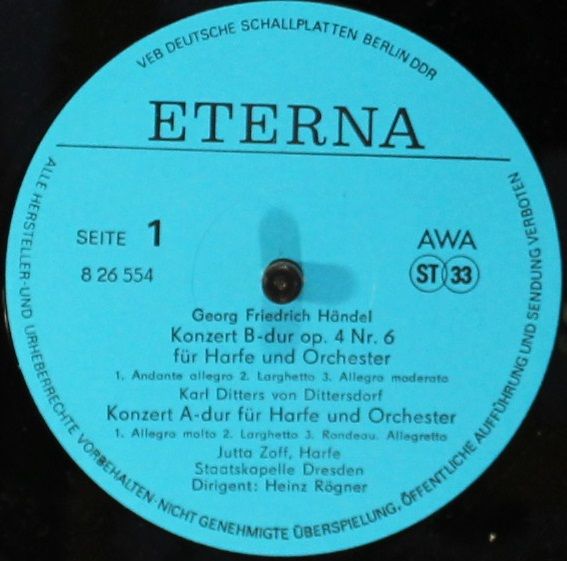 VEB DEUTSCHE SCHALLPLATTEN BERLIN DDR
ETERNA
SEITE 1
8 26 554
AWA
ST 33
Georg Friedrich Händel
Konzert B-dur op. 4 Nr. 6
für Harfe und Orchester
1. Andante allegro 2. Larghetto 3. Allegro moderato
Karl Ditters von Dittersdorf
Konzert A-dur für Harfe und Orchester
1. Allegro molto 2. Larghetto 3. Rondeau. Allegretto
Jutta Zoff, Harfe
Staatskapelle Dresden
Dirigent: Heinz Rögner
ALLE HERSTELLER- UND URHEBERRECHTE VORBEHALTEN · NICHT GENEHMIGTE ÜBERSPIELUNG, ÖFFENTLICHE AUFFÜHRUNG UND SENDUNG VERBOTEN